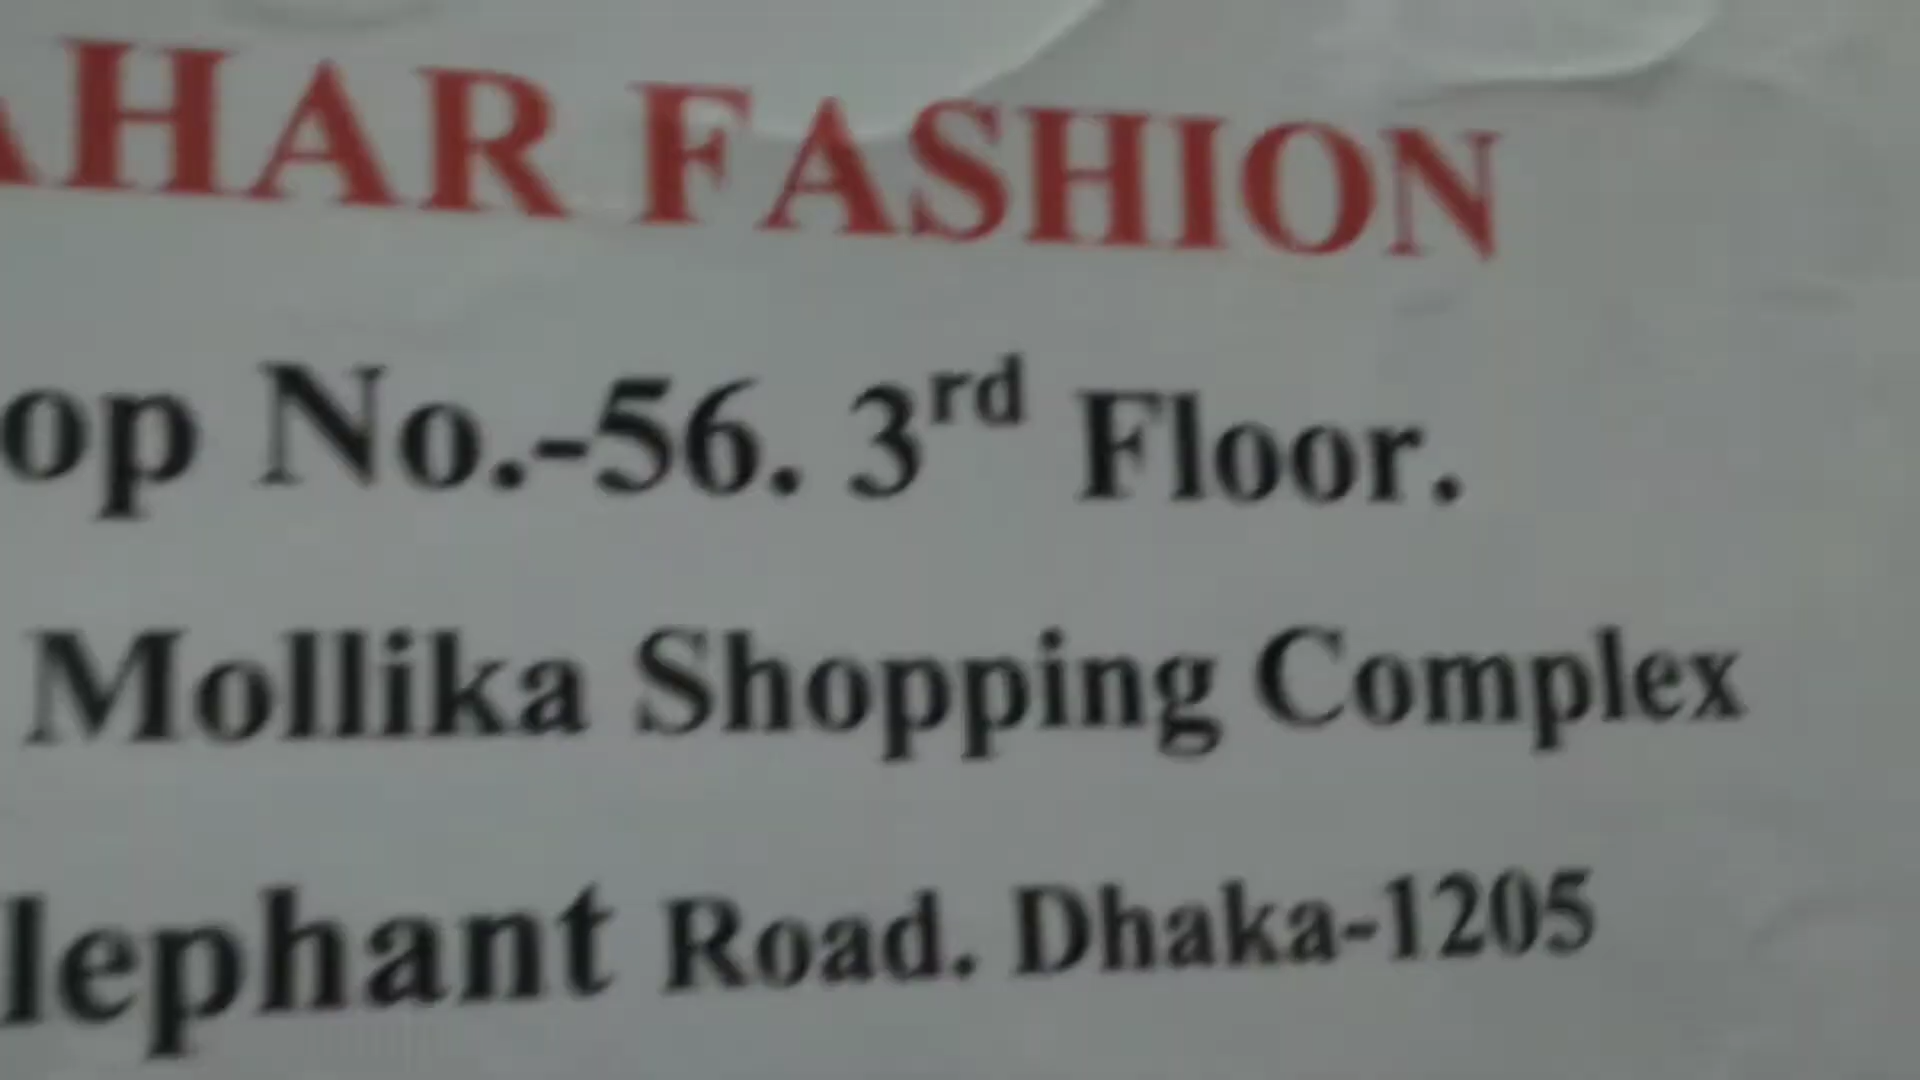 AHAR FASHION
op No.-56. 3rd Floor.
Mollika Shopping Complex
lephant Road. Dhaka-1205